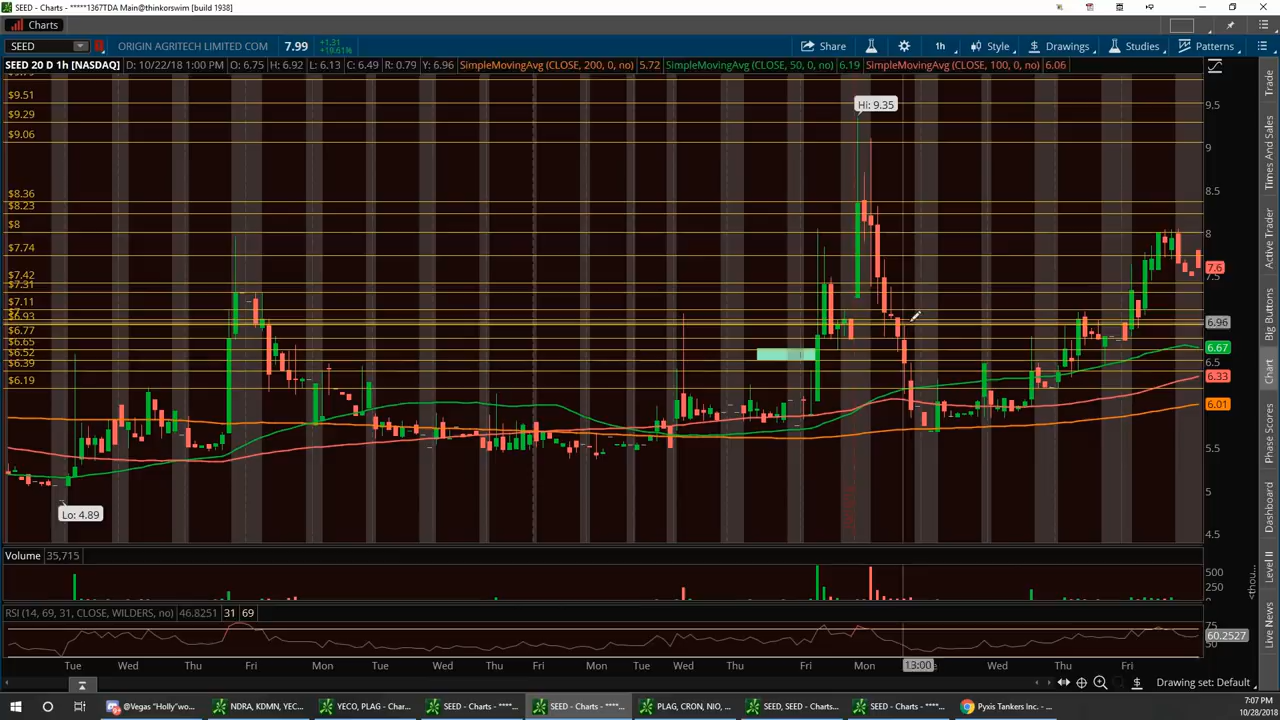 SEED - Charts - *****1367TDA Main@thinkorswim [build 1938]
Charts
SEED ORIGIN AGRITECH LIMITED COM 7.99 +1.31 +19.61% Share 1h Style Drawings Studies Patterns
SEED 20 D 1h [NASDAQ] D: 10/22/18 1:00 PM O: 6.75 H: 6.92 L: 6.13 C: 6.49 R: 0.79 Y: 6.96 SimpleMovingAvg (CLOSE, 200, 0, no) 5.72 SimpleMovingAvg (CLOSE, 50, 0, no) 6.19 SimpleMovingAvg (CLOSE, 100, 0, no) 6.06
$9.51
$9.29
$9.06
$8.36
$8.23
$8
$7.74
$7.42
$7.31
$7.11
$6.77
$6.65
$6.52
$6.39
$6.19
Hi: 9.35
Lo: 4.89
9.5
9
8.5
8
7.6
7.5
6.96
6.67
6.5
6.33
6.01
5.5
5
4.5
Trade
Times And Sales
Active Trader
Big Buttons
Chart
Phase Scores
Dashboard
Level II
Live News
Volume 35,715
500
250
0
<thou...
RSI (14, 69, 31, CLOSE, WILDERS, no) 46.8251 31 69
75
60.2527
50
Tue Wed Thu Fri Mon Tue Wed Thu Fri Mon Tue Wed Thu Fri Mon 13:00 Wed Thu Fri
Drawing set: Default
@Vegas "Holly"wo... NDRA, KDMN, YEC... YECO, PLAG - Char... SEED - Charts - ****... SEED - Charts - ****... PLAG, CRON, NIO, ... SEED, SEED - Charts... SEED - Charts - ****... Pyxis Tankers Inc. - ...
7:07 PM
10/28/2018